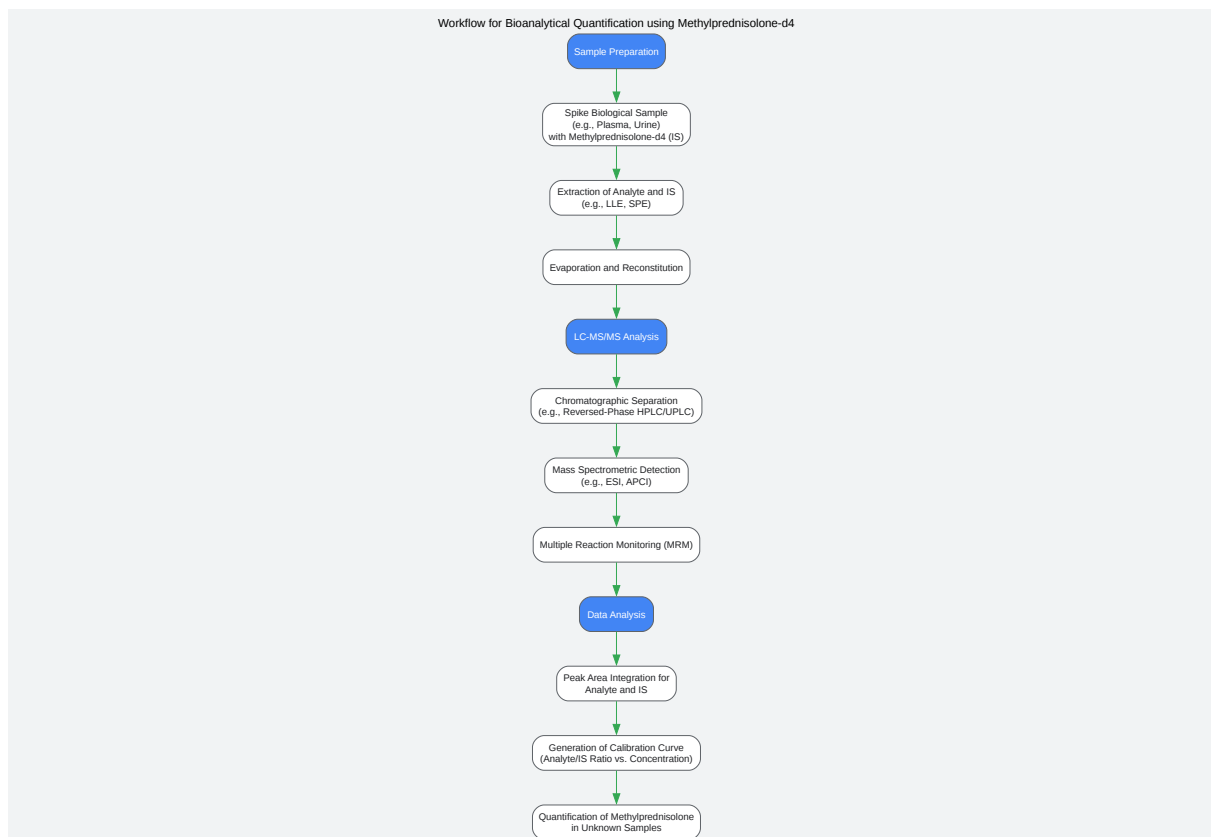 Workflow for Bioanalytical Quantification using Methylprednisolone-d4
Sample Preparation
Spike Biological Sample
(e.g., Plasma, Urine)
with Methylprednisolone-d4 (IS)
Extraction of Analyte and IS
(e.g., LLE, SPE)
Evaporation and Reconstitution
LC-MS/MS Analysis
Chromatographic Separation
(e.g., Reversed-Phase HPLC/UPLC)
Mass Spectrometric Detection
(e.g., ESI, APCI)
Multiple Reaction Monitoring (MRM)
Data Analysis
Peak Area Integration for
Analyte and IS
Generation of Calibration Curve
(Analyte/IS Ratio vs. Concentration)
Quantification of Methylprednisolone
in Unknown Samples